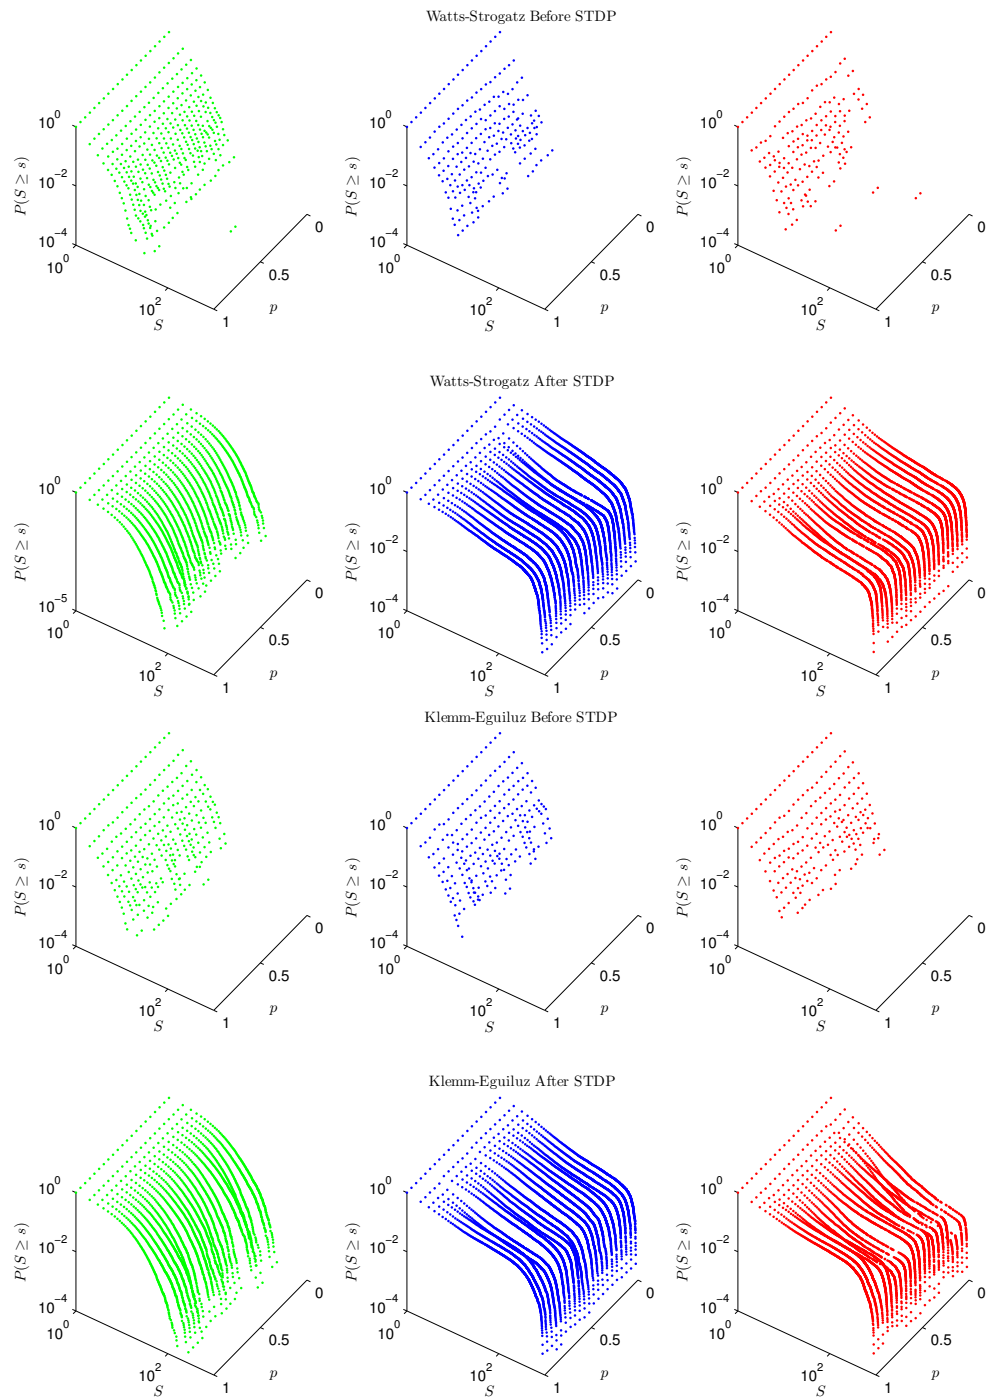 Watts-Strogatz Before STDP
10^0
10^-2
10^-4
P(S ≥ s)
10^0
10^2
S
0
0.5
1
p
10^0
10^-2
10^-4
P(S ≥ s)
10^0
10^2
S
0
0.5
1
p
10^0
10^-2
10^-4
P(S ≥ s)
10^0
10^2
S
0
0.5
1
p
Watts-Strogatz After STDP
10^0
10^-2
10^-5
P(S ≥ s)
10^0
10^2
S
0
0.5
1
p
10^0
10^-2
10^-4
P(S ≥ s)
10^0
10^2
S
0
0.5
1
p
10^0
10^-2
10^-4
P(S ≥ s)
10^0
10^2
S
0
0.5
1
p
Klemm-Eguiluz Before STDP
10^0
10^-2
10^-4
P(S ≥ s)
10^0
10^2
S
0
0.5
1
p
10^0
10^-2
10^-4
P(S ≥ s)
10^0
10^2
S
0
0.5
1
p
10^0
10^-2
10^-4
P(S ≥ s)
10^0
10^2
S
0
0.5
1
p
Klemm-Eguiluz After STDP
10^0
10^-2
10^-4
P(S ≥ s)
10^0
10^2
S
0
0.5
1
p
10^0
10^-2
10^-4
P(S ≥ s)
10^0
10^2
S
0
0.5
1
p
10^0
10^-2
10^-4
P(S ≥ s)
10^0
10^2
S
0
0.5
1
p